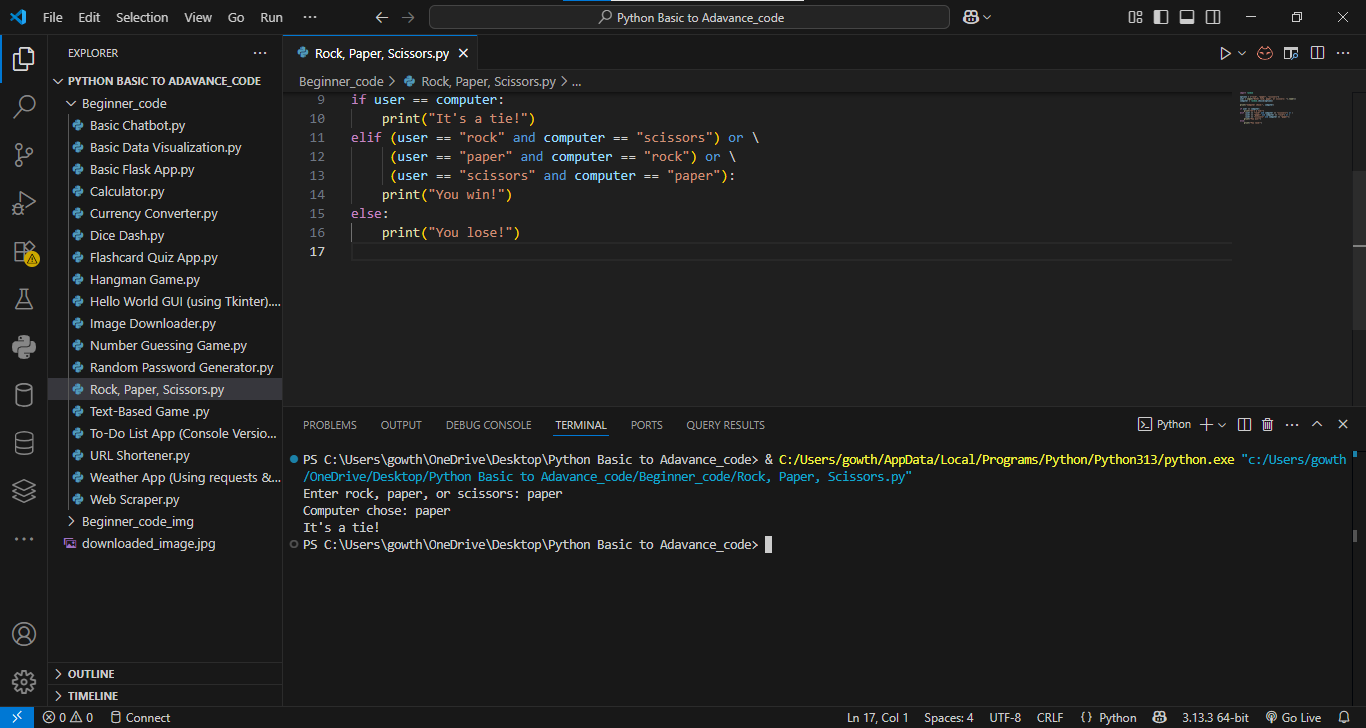 File Edit Selection View Go Run ···
Python Basic to Adavance_code
EXPLORER
PYTHON BASIC TO ADAVANCE_CODE
Beginner_code
Basic Chatbot.py
Basic Data Visualization.py
Basic Flask App.py
Calculator.py
Currency Converter.py
Dice Dash.py
Flashcard Quiz App.py
Hangman Game.py
Hello World GUI (using Tkinter)....
Image Downloader.py
Number Guessing Game.py
Random Password Generator.py
Rock, Paper, Scissors.py
Text-Based Game .py
To-Do List App (Console Versio...
URL Shortener.py
Weather App (Using requests &...
Web Scraper.py
Beginner_code_img
downloaded_image.jpg
OUTLINE
TIMELINE
Rock, Paper, Scissors.py
Beginner_code > Rock, Paper, Scissors.py > ...
9 if user == computer:
10 print("It's a tie!")
11 elif (user == "rock" and computer == "scissors") or \
12 (user == "paper" and computer == "rock") or \
13 (user == "scissors" and computer == "paper"):
14 print("You win!")
15 else:
16 print("You lose!")
17
PROBLEMS OUTPUT DEBUG CONSOLE TERMINAL PORTS QUERY RESULTS
Python
PS C:\Users\gowth\OneDrive\Desktop\Python Basic to Adavance_code> & C:/Users/gowth/AppData/Local/Programs/Python/Python313/python.exe "c:/Users/gowth
/OneDrive/Desktop/Python Basic to Adavance_code/Beginner_code/Rock, Paper, Scissors.py"
Enter rock, paper, or scissors: paper
Computer chose: paper
It's a tie!
PS C:\Users\gowth\OneDrive\Desktop\Python Basic to Adavance_code>
0 0 Connect Ln 17, Col 1 Spaces: 4 UTF-8 CRLF {} Python 3.13.3 64-bit Go Live